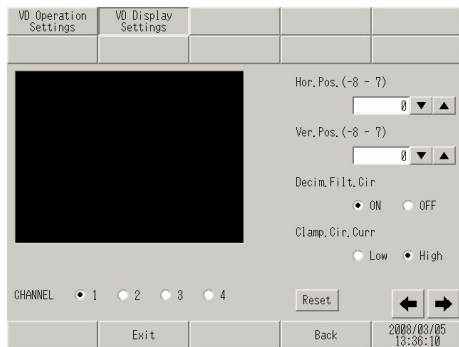 VD Operation Settings
VD Display Settings
Hor.Pos.(-8 - 7)
0
Ver.Pos.(-8 - 7)
0
Decim.Filt.Cir
ON OFF
Clamp.Cir.Curr
Low High
CHANNEL 1 2 3 4
Reset
Exit
Back
2008/03/05
13:36:10